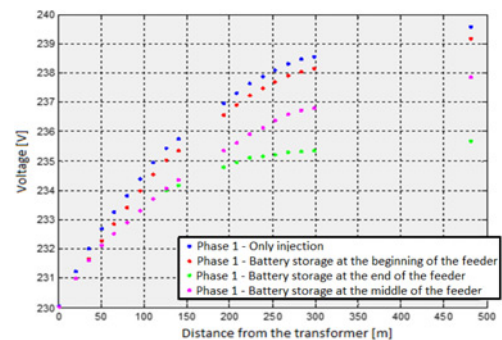 240
239
238
237
236
235
234
233
232
231
230
Voltage [V]
Phase 1 - Only injection
Phase 1 - Battery storage at the beginning of the feeder
Phase 1 - Battery storage at the end of the feeder
Phase 1 - Battery storage at the middle of the feeder
0 50 100 150 200 250 300 350 400 450 500
Distance from the transformer [m]